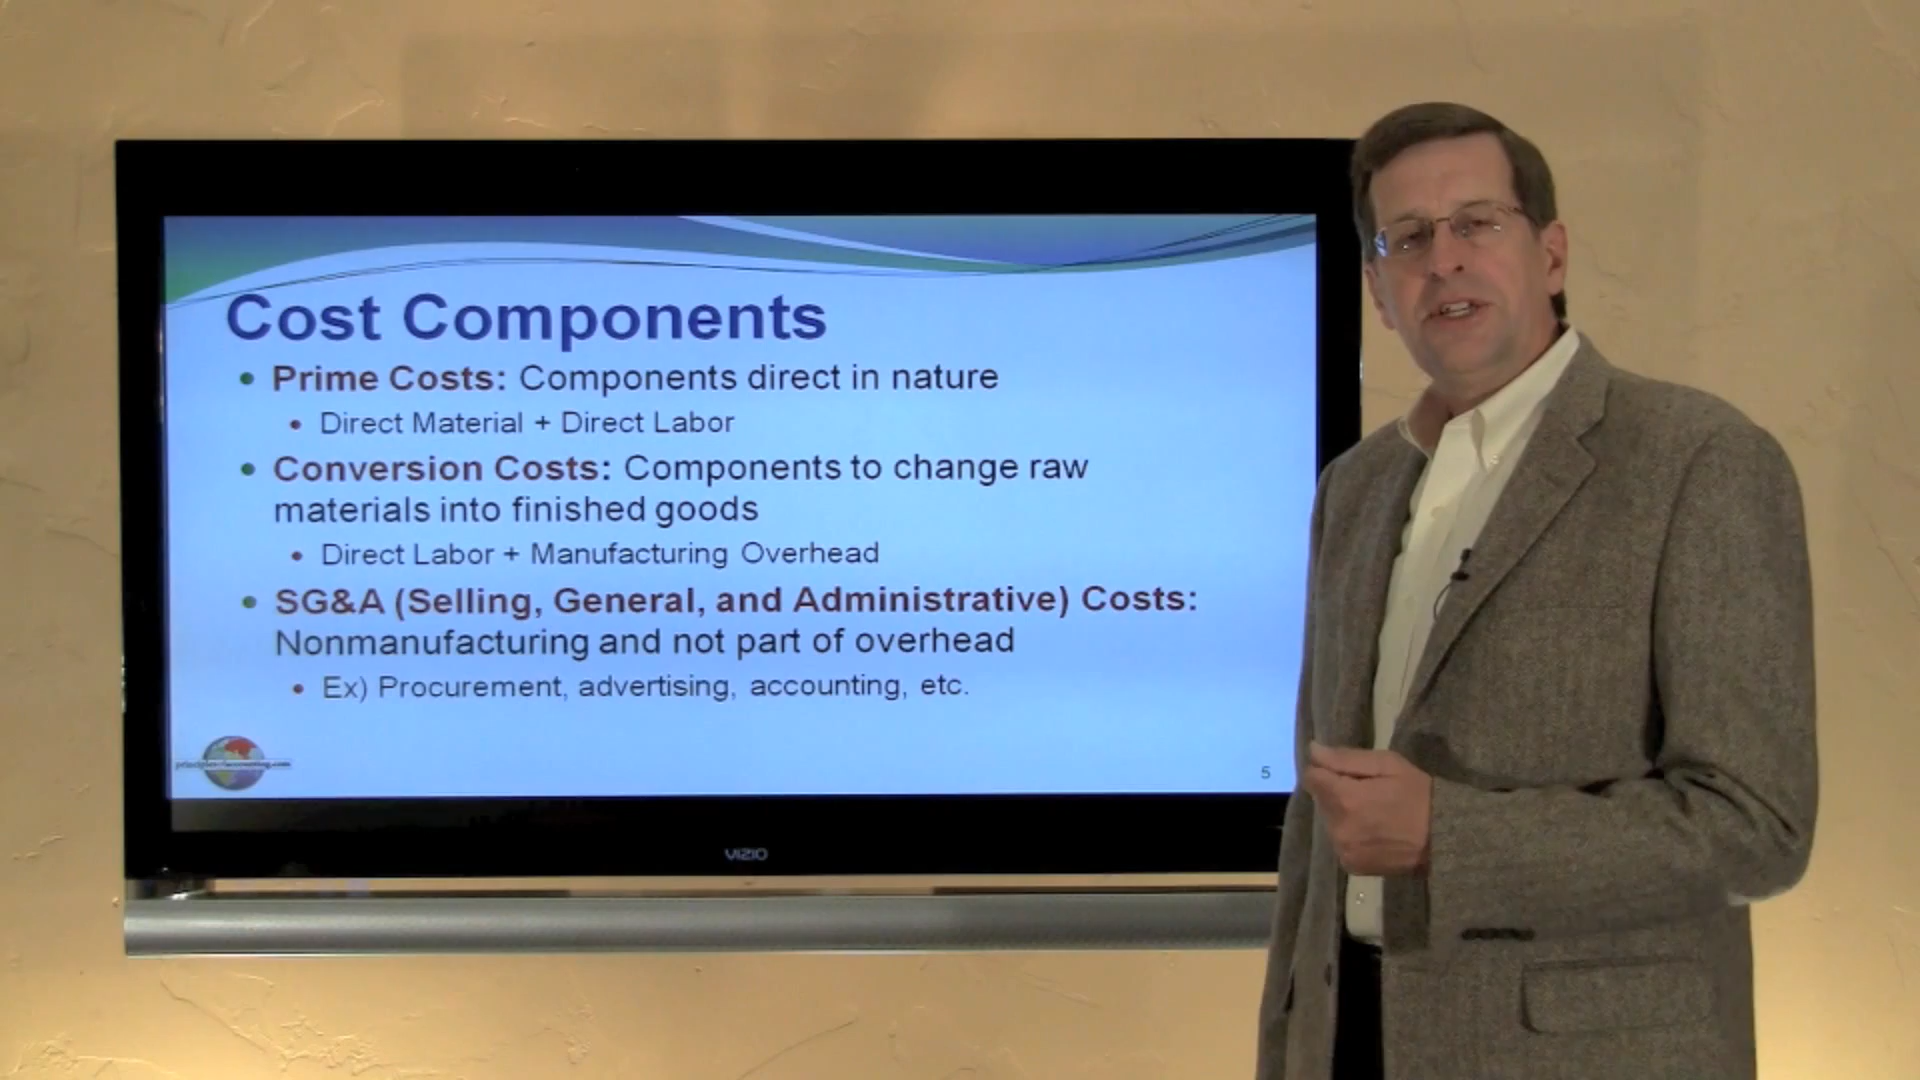 Cost Components
• Prime Costs: Components direct in nature
• Direct Material + Direct Labor
• Conversion Costs: Components to change raw
materials into finished goods
• Direct Labor + Manufacturing Overhead
• SG&A (Selling, General, and Administrative) Costs:
Nonmanufacturing and not part of overhead
• Ex) Procurement, advertising, accounting, etc.
principlesofaccounting.com
5
VIZIO